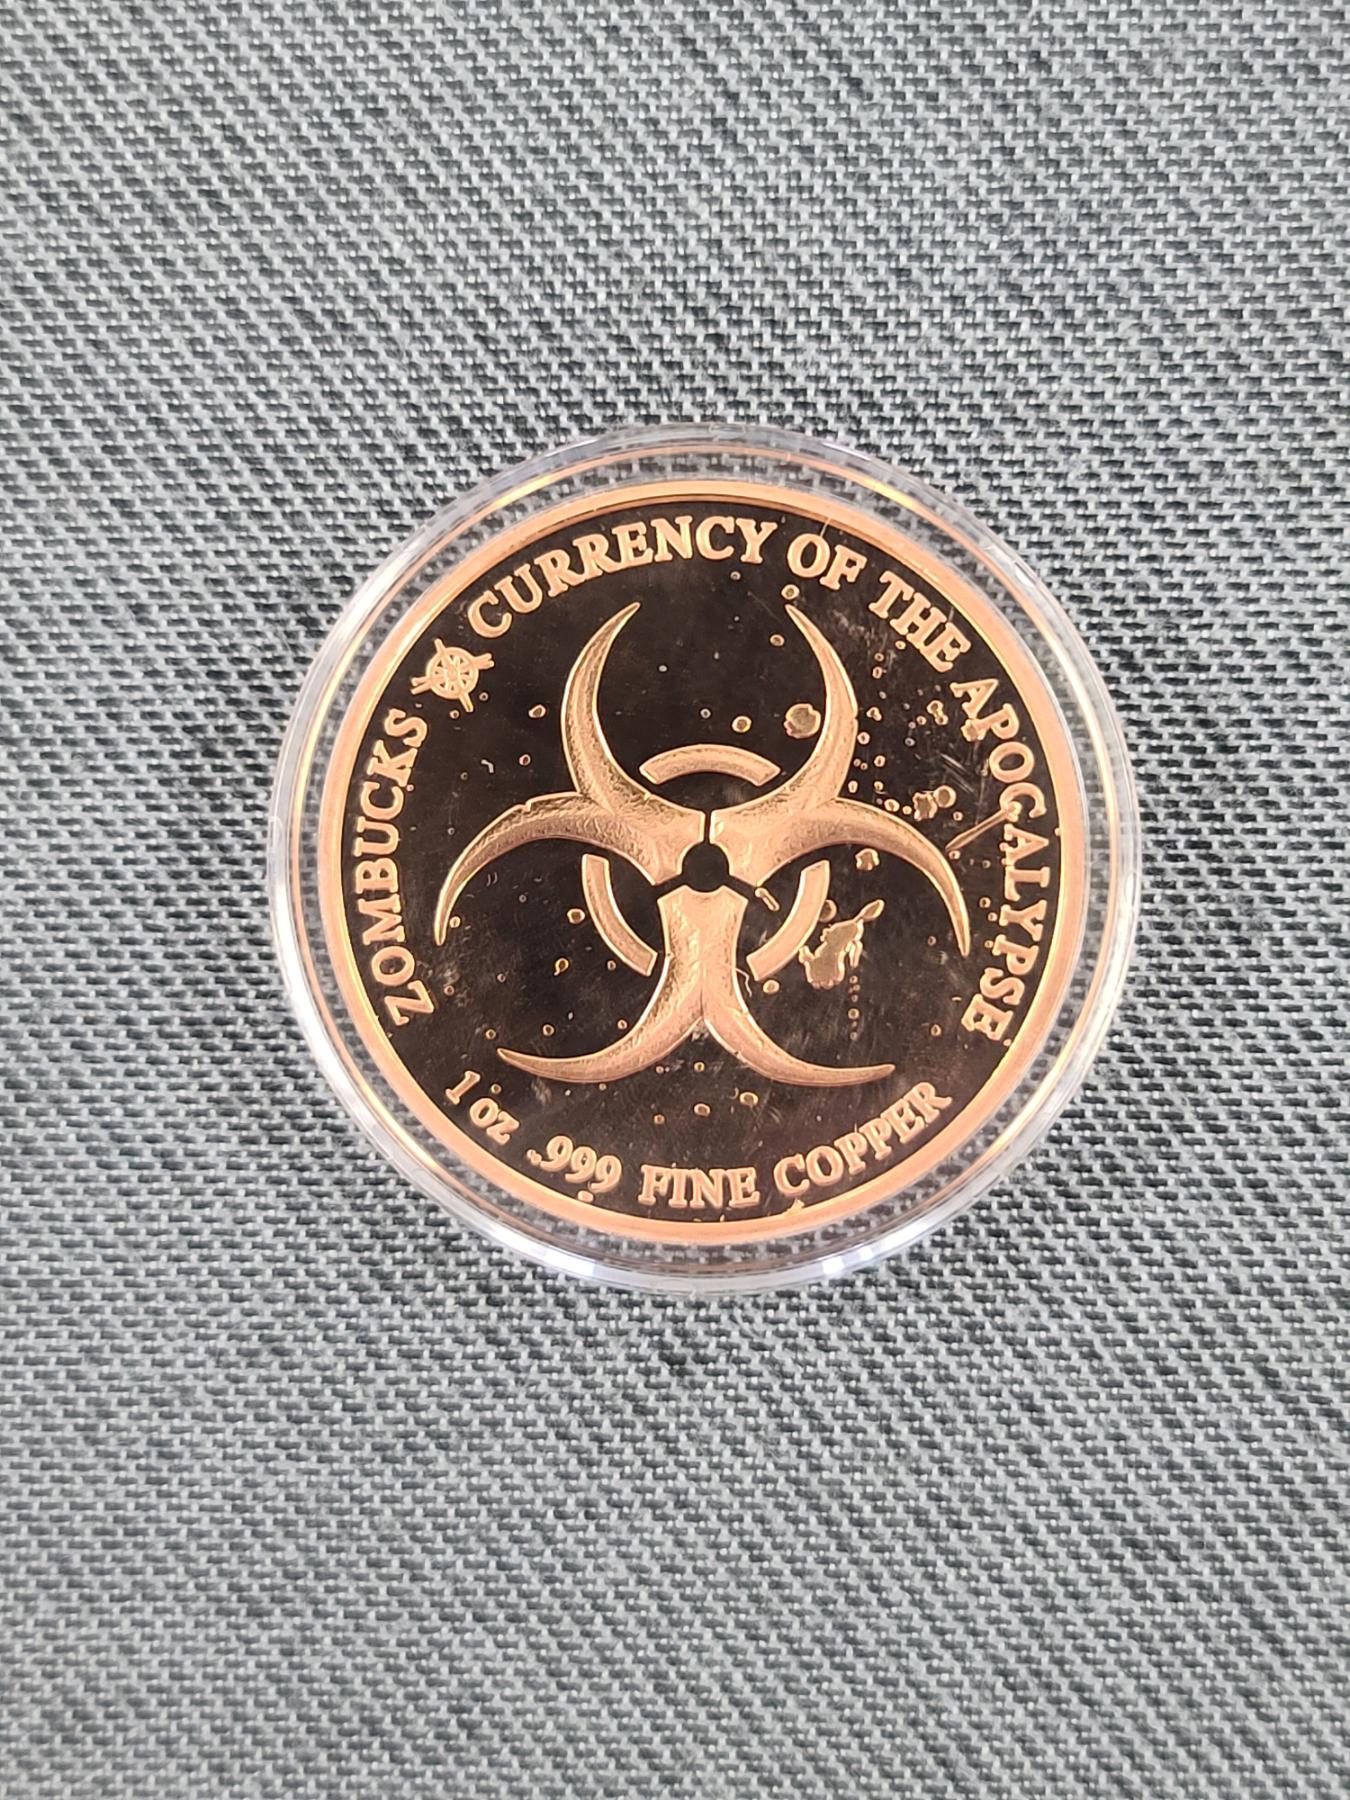 ZOMBUCKS CURRENCY OF THE APOCALYPSE
1 OZ .999 FINE COPPER